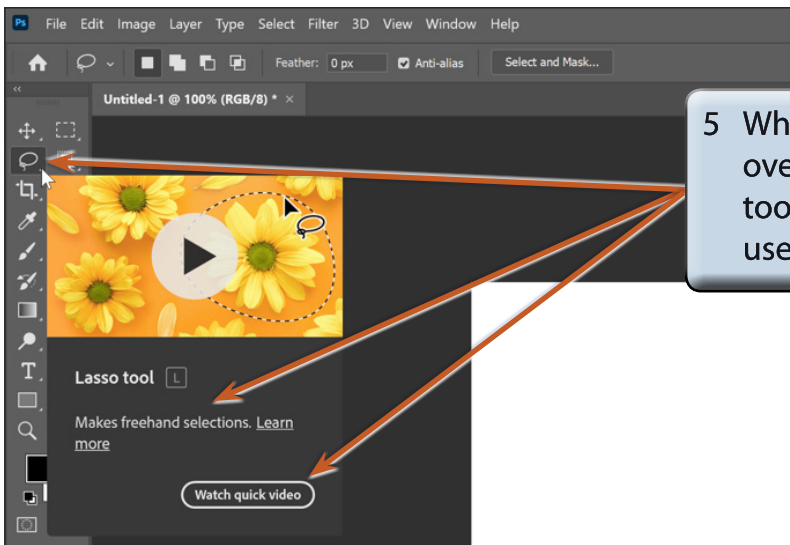 Ps File Edit Image Layer Type Select Filter 3D View Window Help
Feather: 0 px Anti-alias Select and Mask...
Untitled-1 @ 100% (RGB/8) * ×
5 Wh
ove
too
use
T
Lasso tool L
Makes freehand selections. Learn
more
Watch quick video